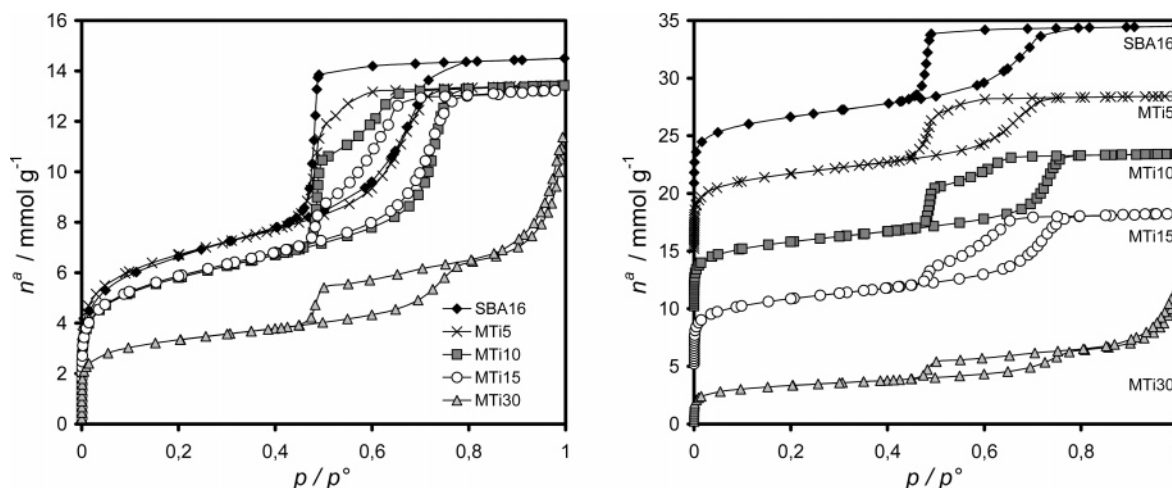 16
14
12
10
8
6
4
2
0
nᵃ / mmol g⁻¹
SBA16
MTi5
MTi10
MTi15
MTi30
0 0,2 0,4 0,6 0,8 1
p / p°
35
30
25
20
15
10
5
0
nᵃ / mmol g⁻¹
SBA16
MTi5
MTi10
MTi15
MTi30
0 0,2 0,4 0,6 0,8
p / p°